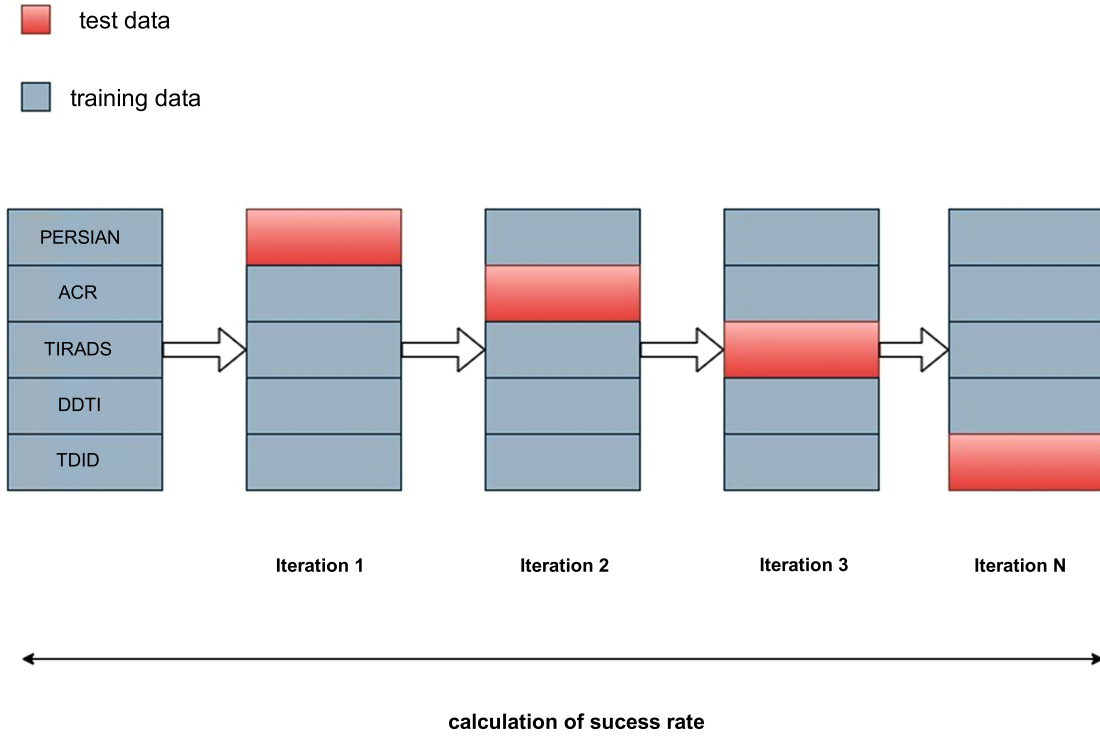 test data
training data
PERSIAN
ACR
TIRADS
DDTI
TDID
Iteration 1
Iteration 2
Iteration 3
Iteration N
calculation of sucess rate